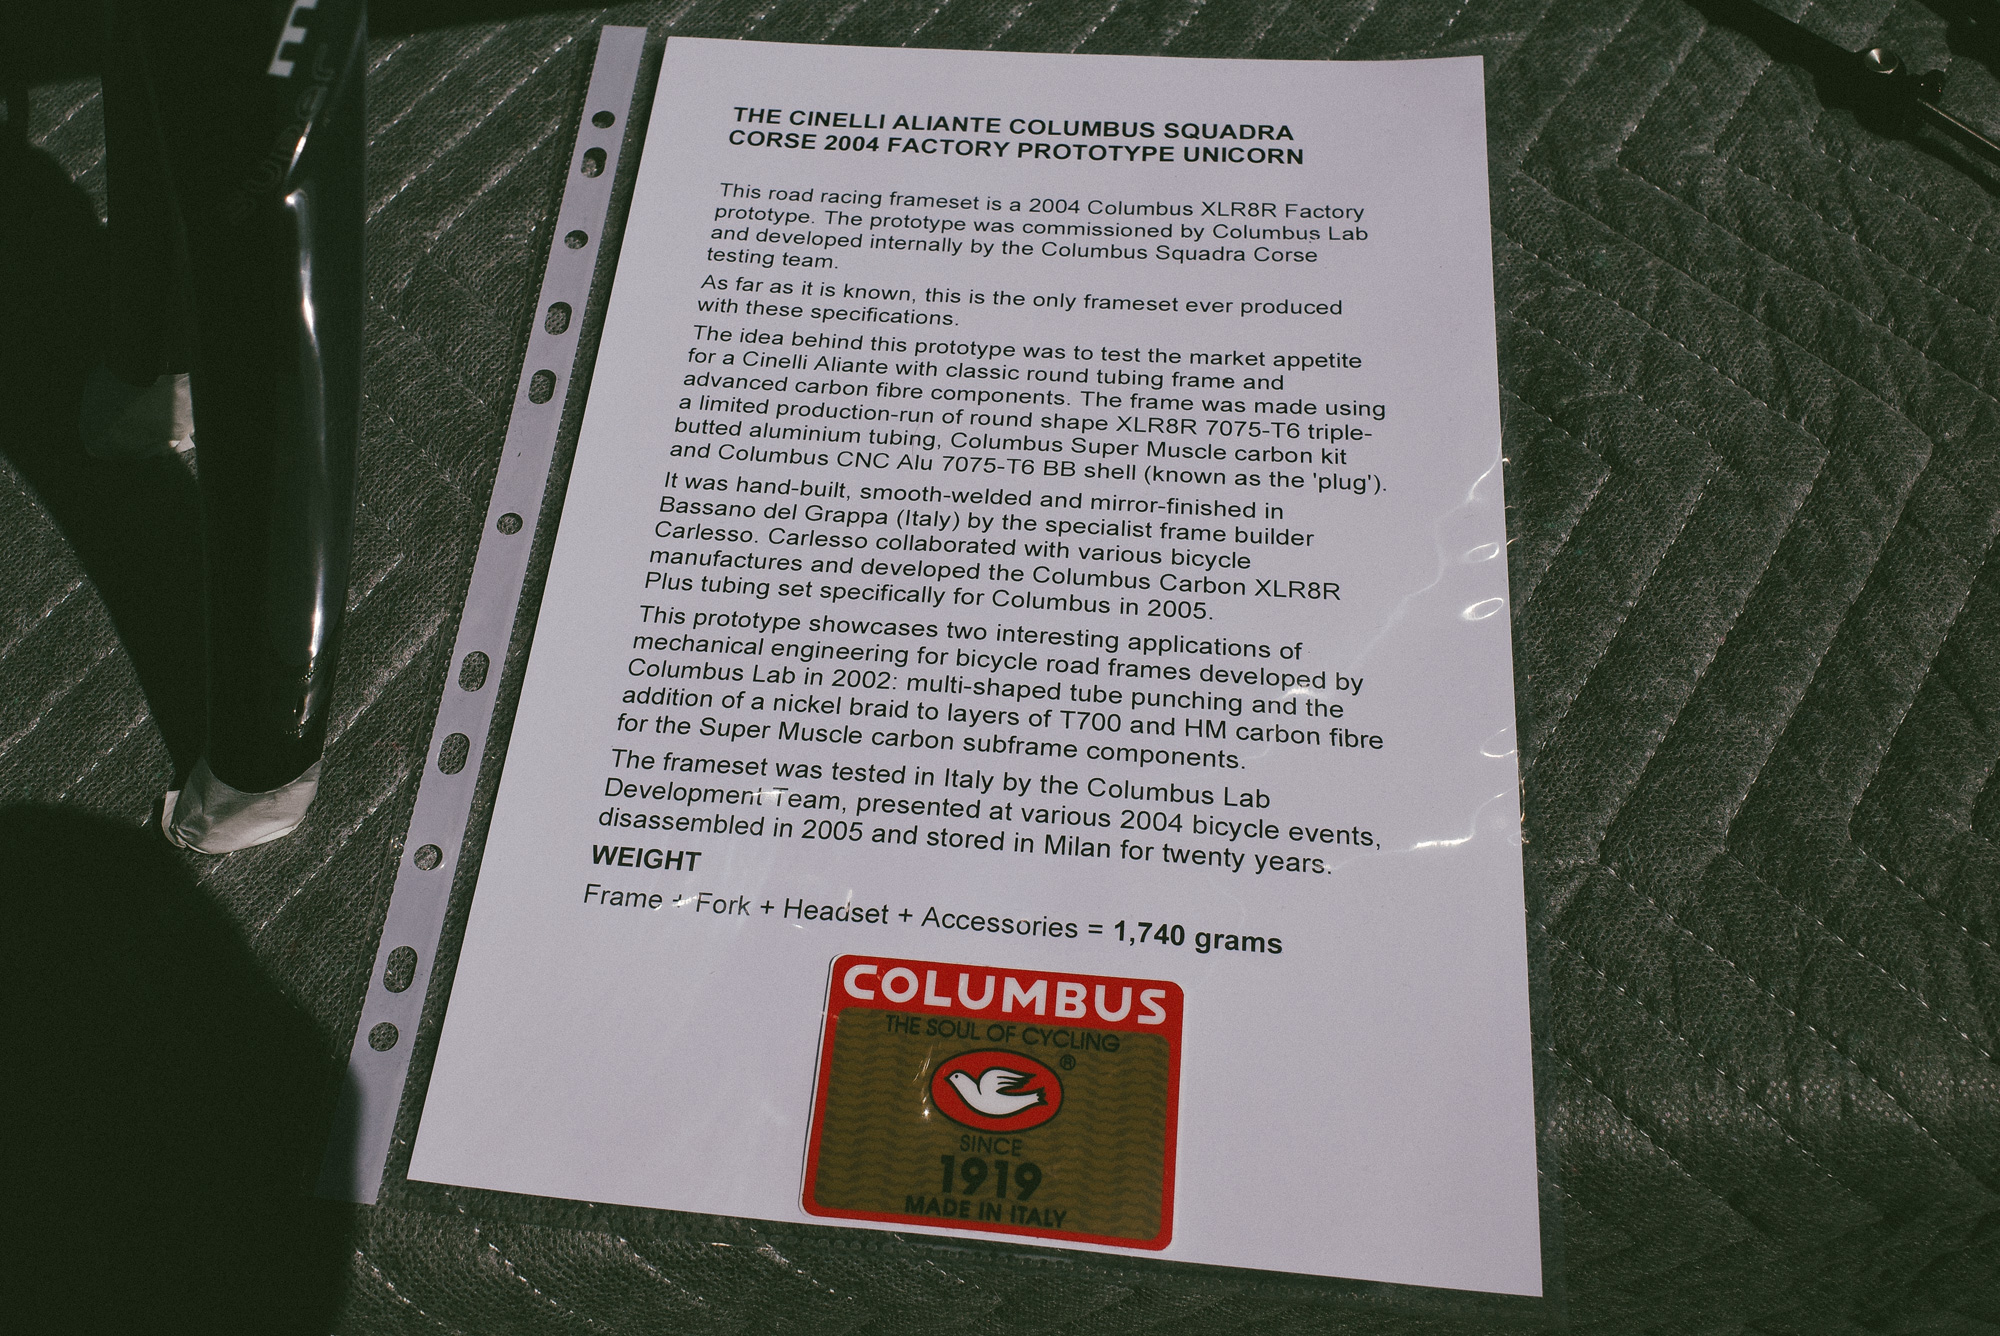 THE CINELLI ALIANTE COLUMBUS SQUADRA
CORSE 2004 FACTORY PROTOTYPE UNICORN
This road racing frameset is a 2004 Columbus XLR8R Factory
prototype. The prototype was commissioned by Columbus Lab
and developed internally by the Columbus Squadra Corse
testing team.
As far as it is known, this is the only frameset ever produced
with these specifications.
The idea behind this prototype was to test the market appetite
for a Cinelli Aliante with classic round tubing frame and
advanced carbon fibre components. The frame was made using
a limited production-run of round shape XLR8R 7075-T6 triple-
butted aluminium tubing, Columbus Super Muscle carbon kit
and Columbus CNC Alu 7075-T6 BB shell (known as the 'plug').
It was hand-built, smooth-welded and mirror-finished in
Bassano del Grappa (Italy) by the specialist frame builder
Carlesso. Carlesso collaborated with various bicycle
manufactures and developed the Columbus Carbon XLR8R
Plus tubing set specifically for Columbus in 2005.
This prototype showcases two interesting applications of
mechanical engineering for bicycle road frames developed by
Columbus Lab in 2002: multi-shaped tube punching and the
addition of a nickel braid to layers of T700 and HM carbon fibre
for the Super Muscle carbon subframe components.
The frameset was tested in Italy by the Columbus Lab
Development Team, presented at various 2004 bicycle events,
disassembled in 2005 and stored in Milan for twenty years.
WEIGHT
Frame + Fork + Headset + Accessories = 1,740 grams
COLUMBUS
THE SOUL OF CYCLING
®
SINCE
1919
MADE IN ITALY